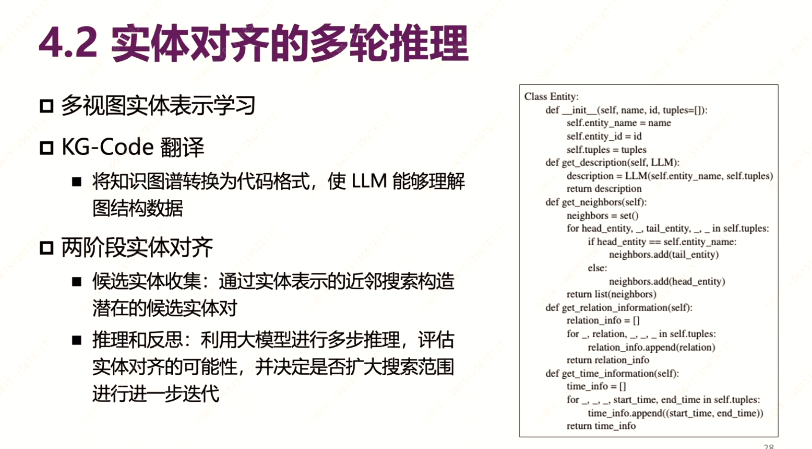 4.2 实体对齐的多轮推理
多视图实体表示学习
KG-Code 翻译
将知识图谱转换为代码格式，使 LLM 能够理解
图结构数据
两阶段实体对齐
候选实体收集：通过实体表示的近邻搜索构造
潜在的候选实体对
推理和反思：利用大模型进行多步推理，评估
实体对齐的可能性，并决定是否扩大搜索范围
进行进一步迭代
Class Entity:
def __init__(self, name, id, tuples=[]):
self.entity_name = name
self.entity_id = id
self.tuples = tuples
def get_description(self, LLM):
description = LLM(self.entity_name, self.tuples)
return description
def get_neighbors(self):
neighbors = set()
for head_entity, _, tail_entity, _, _ in self.tuples:
if head_entity == self.entity_name:
neighbors.add(tail_entity)
else:
neighbors.add(head_entity)
return list(neighbors)
def get_relation_information(self):
relation_info = []
for _, relation, _, _, _ in self.tuples:
relation_info.append(relation)
return relation_info
def get_time_information(self):
time_info = []
for _, _, _, start_time, end_time in self.tuples:
time_info.append((start_time, end_time))
return time_info
28